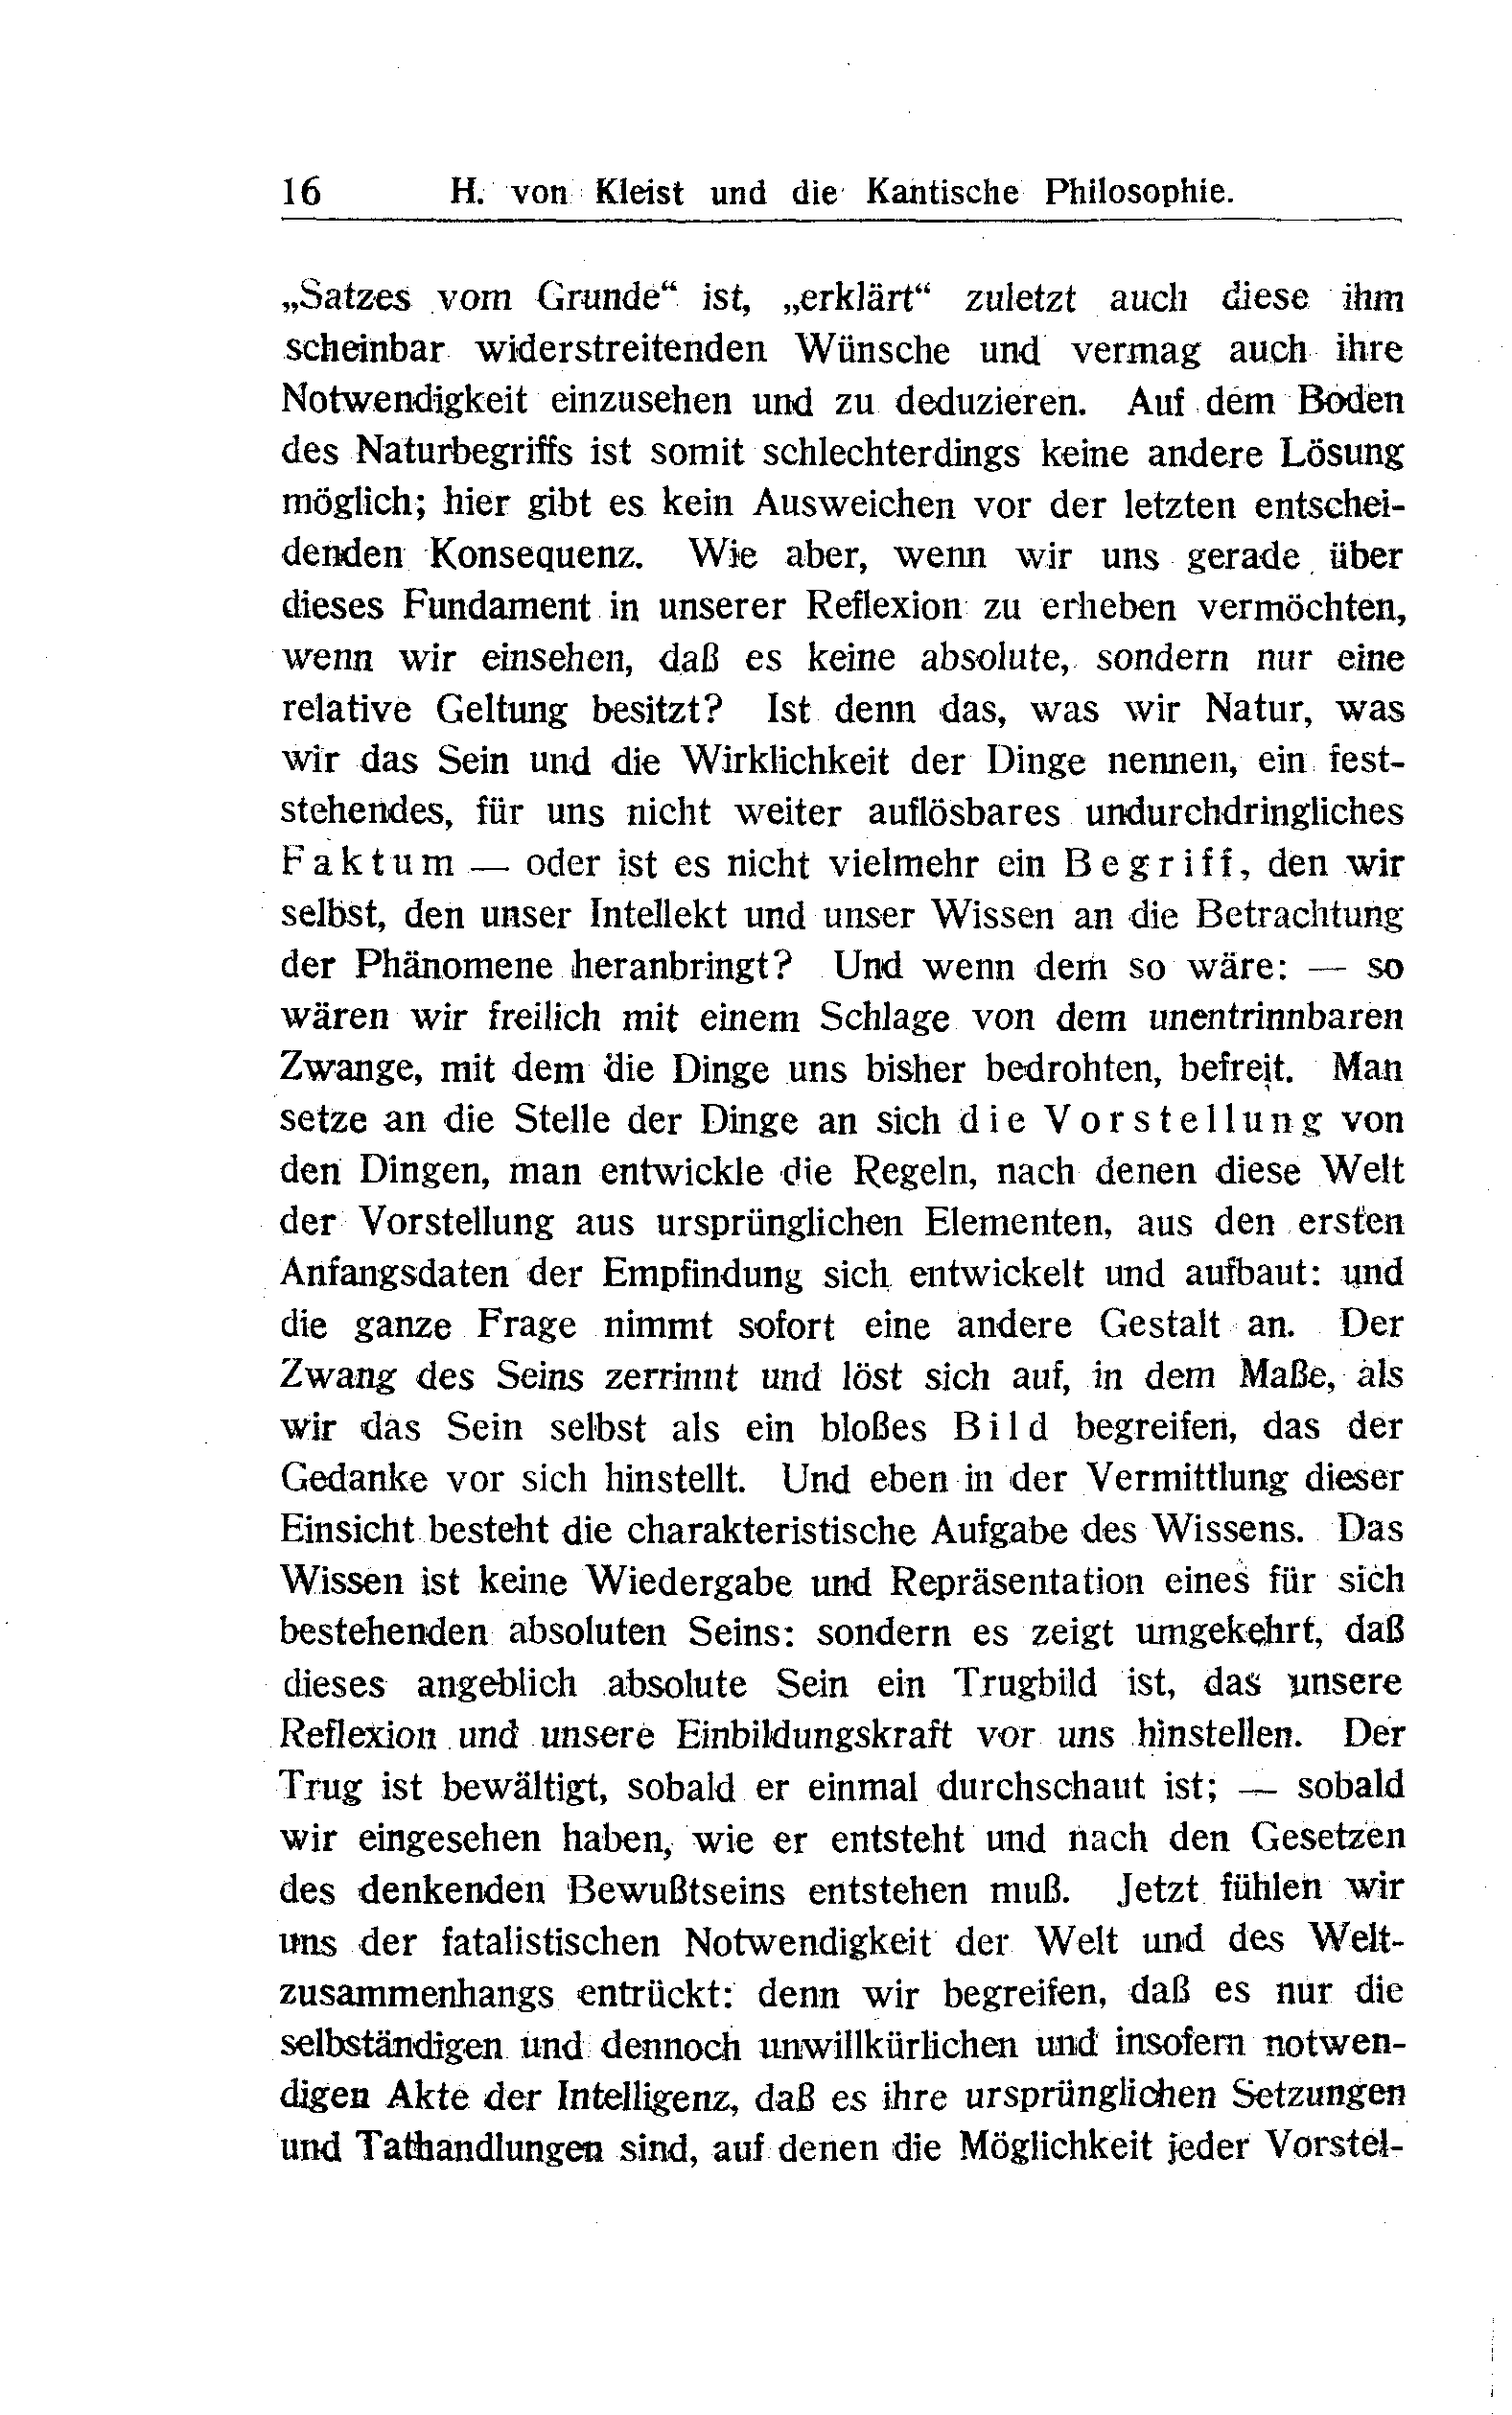 16 H. von Kleist und die Kantische Philosophie.
„Satzes vom Grunde“ ist, „erklärt“ zuletzt auch diese ihm
scheinbar widerstreitenden Wünsche und vermag auch ihre
Notwendigkeit einzusehen und zu deduzieren. Auf dem Boden
des Naturbegriffs ist somit schlechterdings keine andere Lösung
möglich; hier gibt es kein Ausweichen vor der letzten entschei-
denden Konsequenz. Wie aber, wenn wir uns gerade über
dieses Fundament in unserer Reflexion zu erheben vermöchten,
wenn wir einsehen, daß es keine absolute, sondern nur eine
relative Geltung besitzt? Ist denn das, was wir Natur, was
wir das Sein und die Wirklichkeit der Dinge nennen, ein fest-
stehendes, für uns nicht weiter auflösbares undurchdringliches
Faktum — oder ist es nicht vielmehr ein Begriff, den wir
selbst, den unser Intellekt und unser Wissen an die Betrachtung
der Phänomene heranbringt? Und wenn dem so wäre: — so
wären wir freilich mit einem Schlage von dem unentrinnbaren
Zwange, mit dem die Dinge uns bisher bedrohten, befreit. Man
setze an die Stelle der Dinge an sich die Vorstellung von
den Dingen, man entwickle die Regeln, nach denen diese Welt
der Vorstellung aus ursprünglichen Elementen, aus den ersten
Anfangsdaten der Empfindung sich entwickelt und aufbaut: und
die ganze Frage nimmt sofort eine andere Gestalt an. Der
Zwang des Seins zerrinnt und löst sich auf, in dem Maße, als
wir das Sein selbst als ein bloßes Bild begreifen, das der
Gedanke vor sich hinstellt. Und eben in der Vermittlung dieser
Einsicht besteht die charakteristische Aufgabe des Wissens. Das
Wissen ist keine Wiedergabe und Repräsentation eines für sich
bestehenden absoluten Seins: sondern es zeigt umgekehrt, daß
dieses angeblich absolute Sein ein Trugbild ist, das unsere
Reflexion und unsere Einbildungskraft vor uns hinstellen. Der
Trug ist bewältigt, sobald er einmal durchschaut ist; — sobald
wir eingesehen haben, wie er entsteht und nach den Gesetzen
des denkenden Bewußtseins entstehen muß. Jetzt fühlen wir
uns der fatalistischen Notwendigkeit der Welt und des Welt-
zusammenhangs entrückt: denn wir begreifen, daß es nur die
selbständigen und dennoch unwillkürlichen und insofern notwen-
digen Akte der Intelligenz, daß es ihre ursprünglichen Setzungen
und Tathandlungen sind, auf denen die Möglichkeit jeder Vorstel-